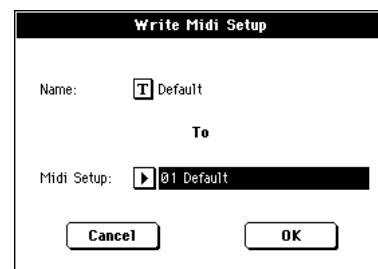 Write Midi Setup
Name: T Default
To
Midi Setup: 01 Default
Cancel OK